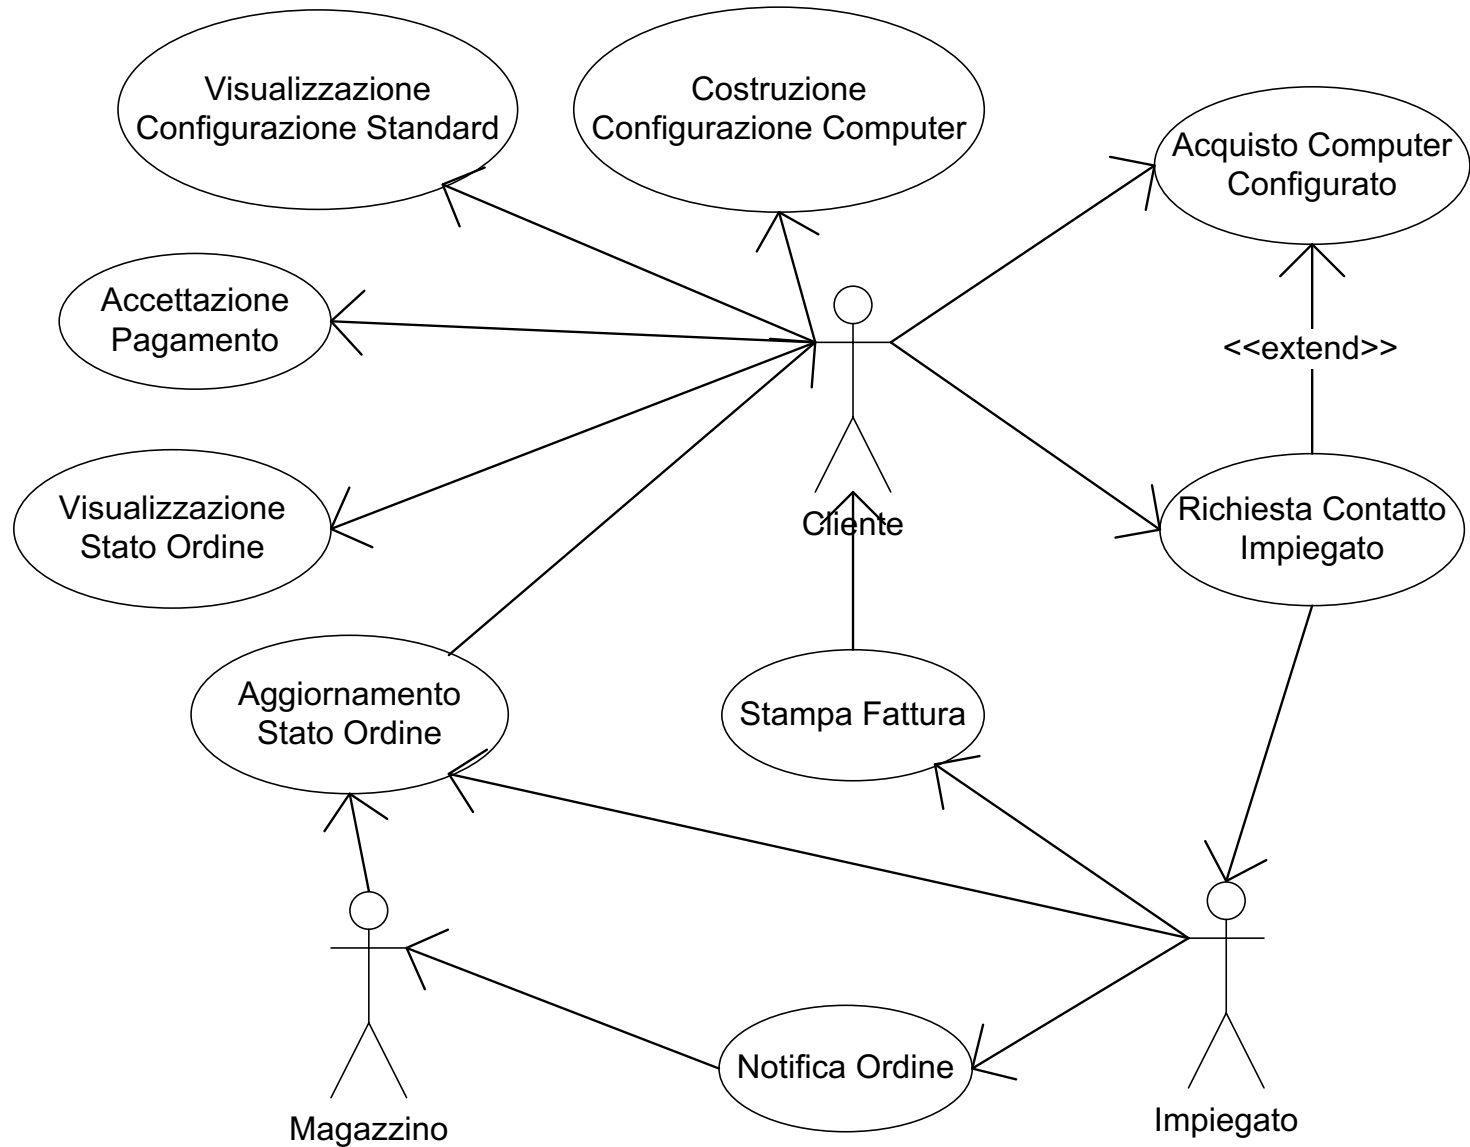 Visualizzazione
Configurazione Standard
Costruzione
Configurazione Computer
Acquisto Computer
Configurato
Accettazione
Pagamento
<<extend>>
Visualizzazione
Stato Ordine
Cliente
Richiesta Contatto
Impiegato
Aggiornamento
Stato Ordine
Stampa Fattura
Notifica Ordine
Magazzino
Impiegato